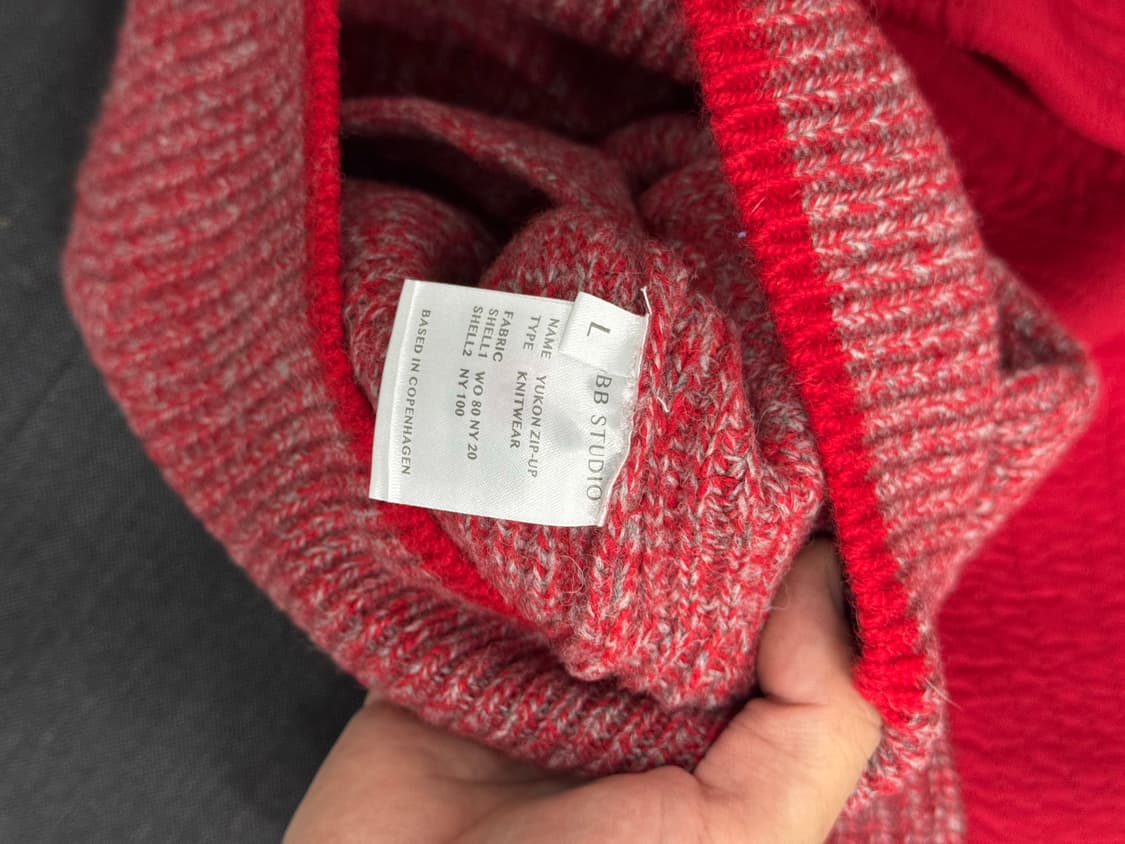 L
BB STUDIO
NAME YUKON ZIP-UP
TYPE KNITWEAR
FABRIC
SHELL1 WO 80 NY 20
SHELL2 NY 100
BASED IN COPENHAGEN